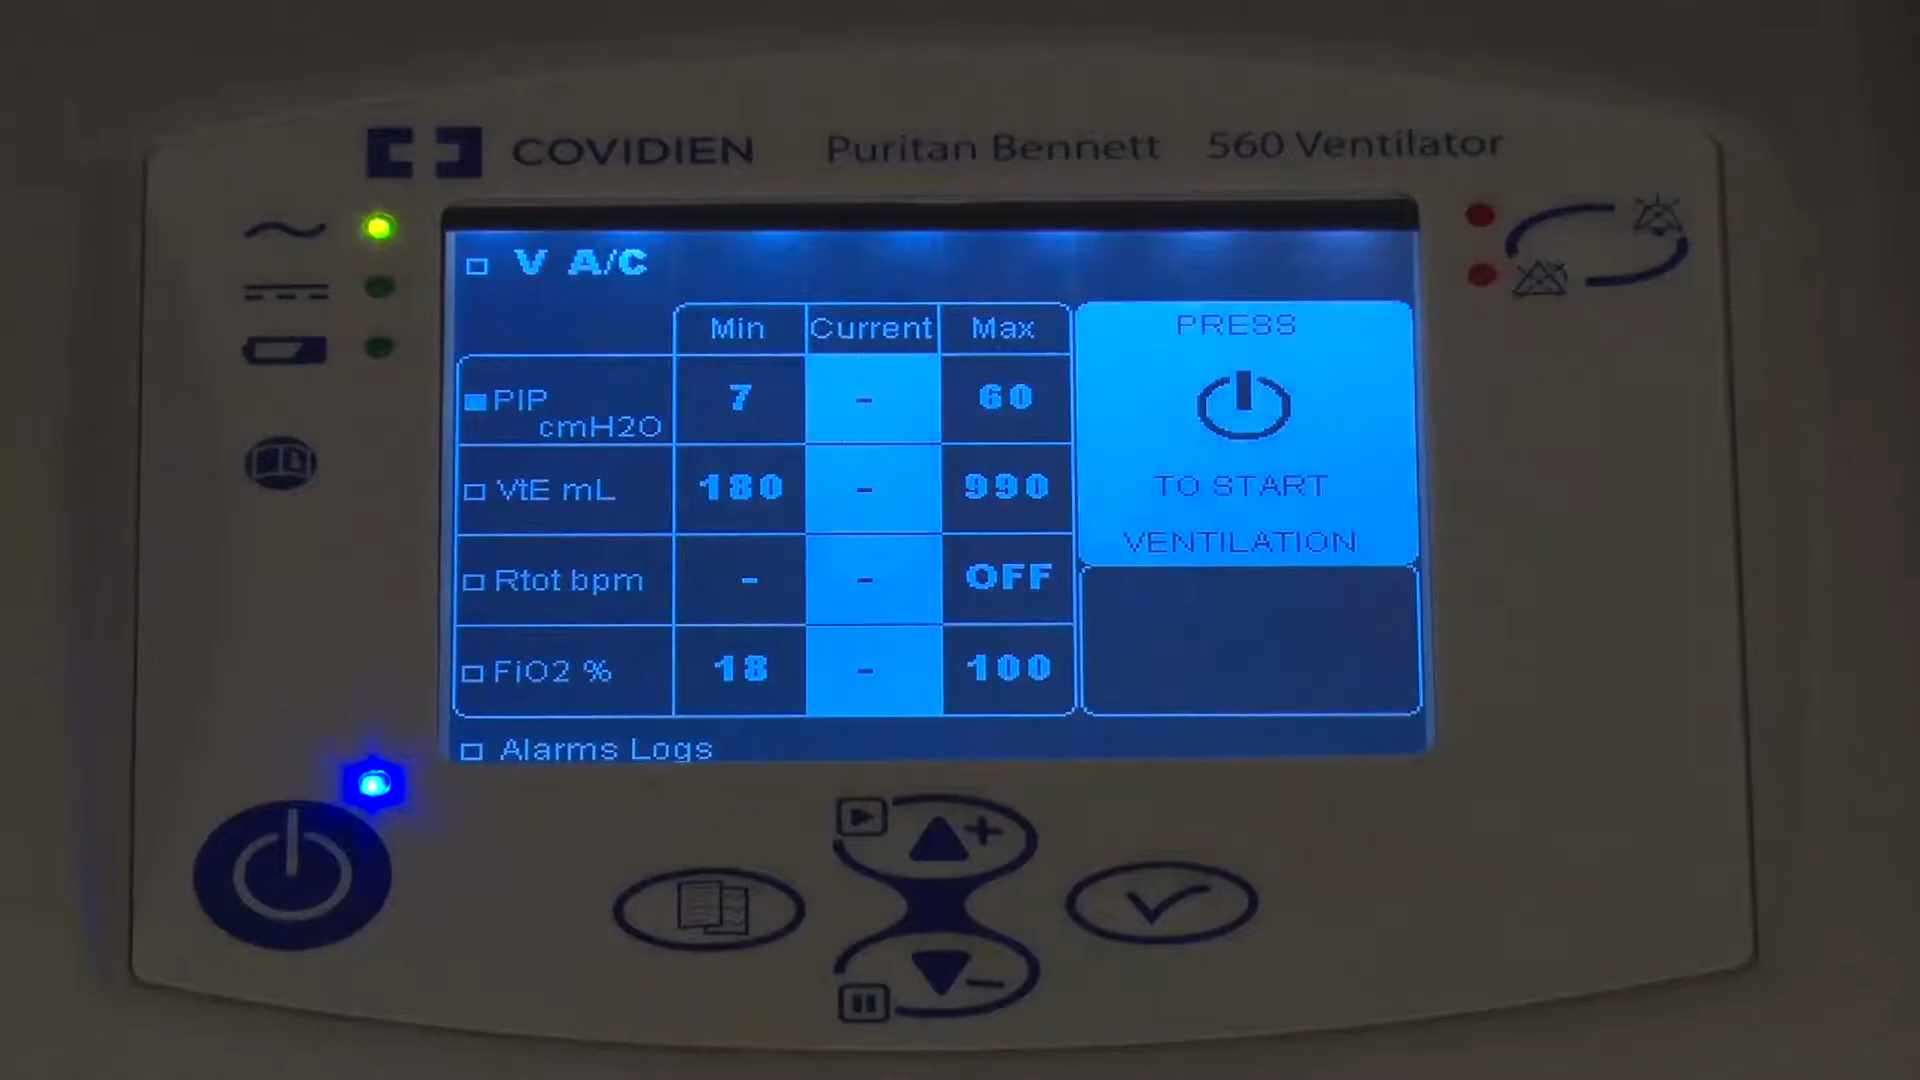 COVIDIEN Puritan Bennett 560 Ventilator
V A/C
Min Current Max
PIP cmH2O 7 - 60
VtE mL 180 - 990
Rtot bpm - - OFF
FiO2 % 18 - 100
Alarms Logs
PRESS
TO START
VENTILATION